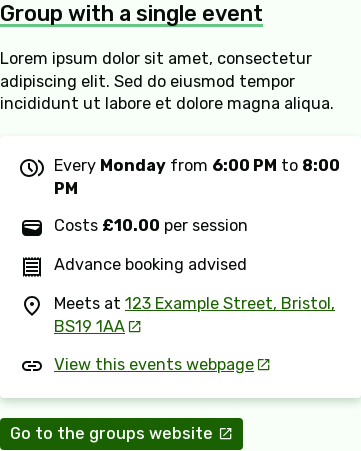 Group with a single event
Lorem ipsum dolor sit amet, consectetur
adipiscing elit. Sed do eiusmod tempor
incididunt ut labore et dolore magna aliqua.
Every Monday from 6:00 PM to 8:00
PM
Costs £10.00 per session
Advance booking advised
Meets at 123 Example Street, Bristol,
BS19 1AA
View this events webpage
Go to the groups website